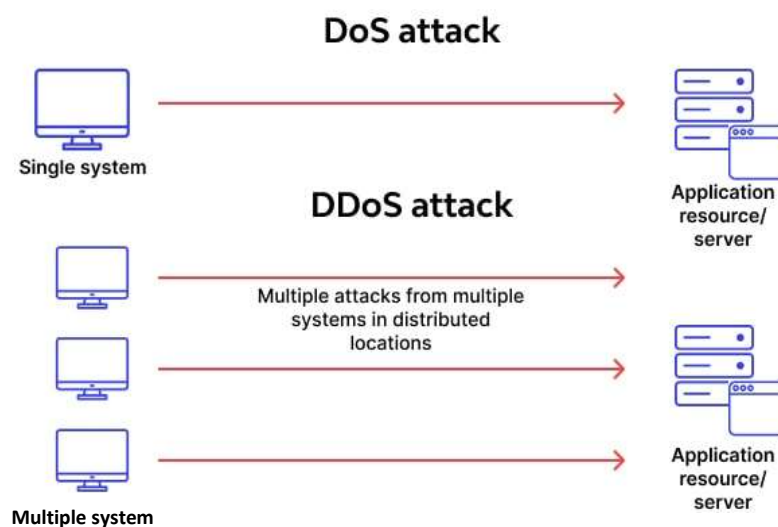 DoS attack
Single system
Application
resource/
server
DDoS attack
Multiple attacks from multiple
systems in distributed
locations
Multiple system
Application
resource/
server